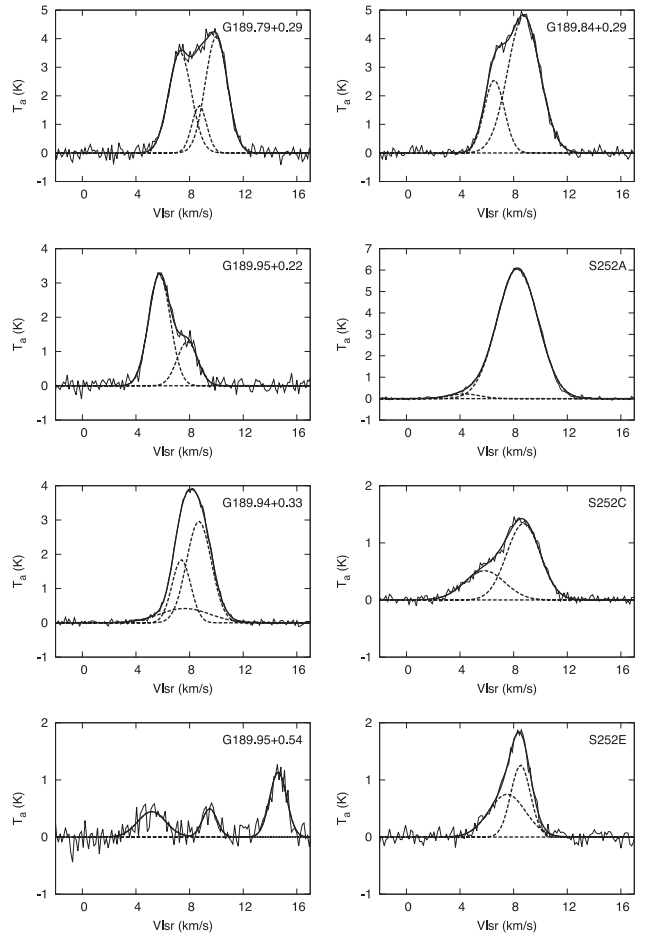 G189.79+0.29
5
4
3
2
1
0
-1
T_a (K)
0 4 8 12 16
Vlsr (km/s)
G189.84+0.29
5
4
3
2
1
0
-1
T_a (K)
0 4 8 12 16
Vlsr (km/s)
G189.95+0.22
4
3
2
1
0
-1
T_a (K)
0 4 8 12 16
Vlsr (km/s)
S252A
7
6
5
4
3
2
1
0
-1
T_a (K)
0 4 8 12 16
Vlsr (km/s)
G189.94+0.33
4
3
2
1
0
-1
T_a (K)
0 4 8 12 16
Vlsr (km/s)
S252C
2
1
0
-1
T_a (K)
0 4 8 12 16
Vlsr (km/s)
G189.95+0.54
2
1
0
-1
T_a (K)
0 4 8 12 16
Vlsr (km/s)
S252E
2
1
0
-1
T_a (K)
0 4 8 12 16
Vlsr (km/s)